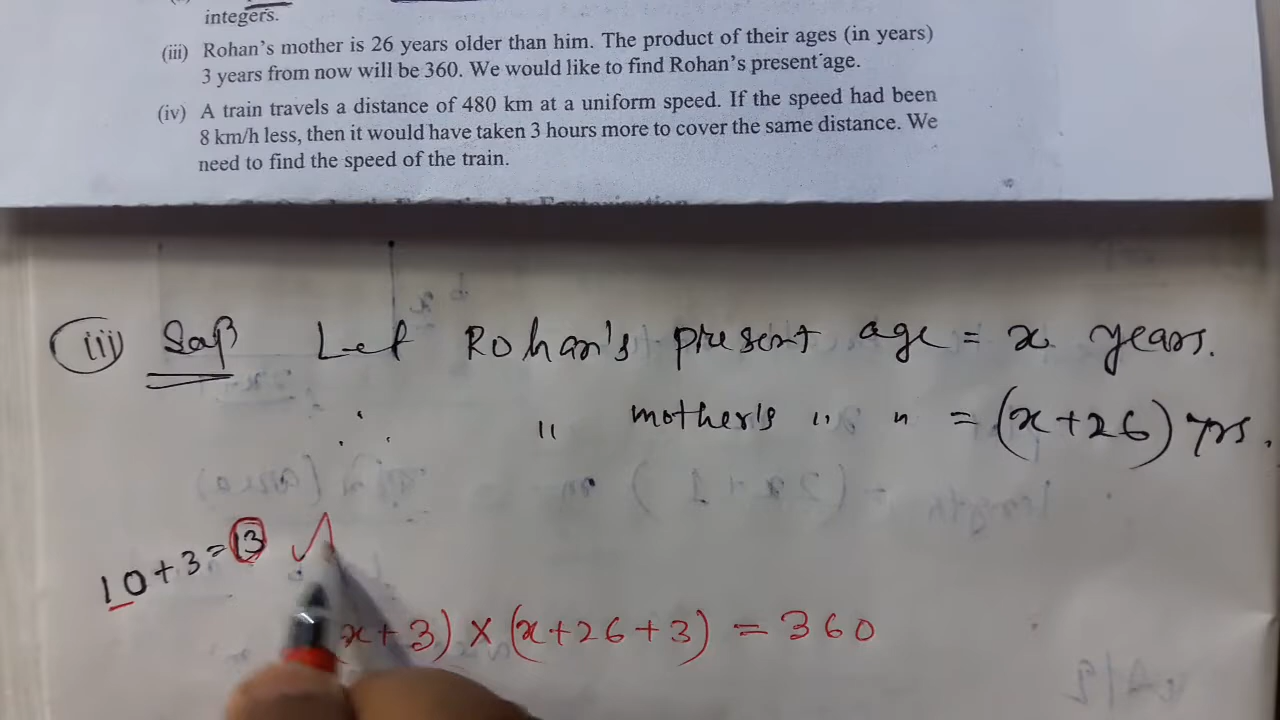 integers.
(iii) Rohan's mother is 26 years older than him. The product of their ages (in years)
3 years from now will be 360. We would like to find Rohan's present age.
(iv) A train travels a distance of 480 km at a uniform speed. If the speed had been
8 km/h less, then it would have taken 3 hours more to cover the same distance. We
need to find the speed of the train.
(iii) Let Rohan's present age = x years.
∴ " mother's " " = (x+26) yrs.
10+3=13
x+3) × (x+26+3) = 360